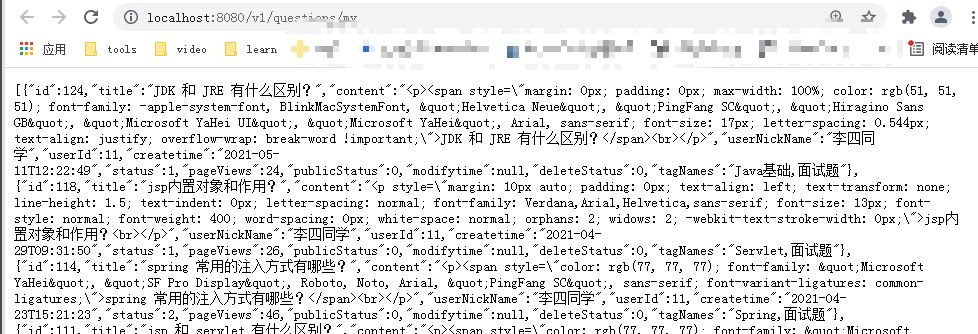 localhost:8080/v1/questions/my
应用 tools video learn 阅读清单
[{"id":124,"title":"JDK 和 JRE 有什么区别？","content":"<p><span style=\"margin: 0px; padding: 0px; max-width: 100%; color: rgb(51, 51,
51); font-family: -apple-system-font, BlinkMacSystemFont, &quot;Helvetica Neue&quot;, &quot;PingFang SC&quot;, &quot;Hiragino Sans
GB&quot;, &quot;Microsoft YaHei UI&quot;, &quot;Microsoft YaHei&quot;, Arial, sans-serif; font-size: 17px; letter-spacing: 0.544px;
text-align: justify; overflow-wrap: break-word !important;\">JDK 和 JRE 有什么区别？</span><br></p>","userNickName":"李四同
学","userId":11,"createtime":"2021-05-
11T12:22:49","status":1,"pageViews":24,"publicStatus":0,"modifytime":null,"deleteStatus":0,"tagNames":"Java基础,面试题"},
{"id":118,"title":"jsp内置对象和作用？","content":"<p style=\"margin: 10px auto; padding: 0px; text-align: left; text-transform: none;
line-height: 1.5; text-indent: 0px; letter-spacing: normal; font-family: Verdana,Arial,Helvetica,sans-serif; font-size: 13px; font-
style: normal; font-weight: 400; word-spacing: 0px; white-space: normal; orphans: 2; widows: 2; -webkit-text-stroke-width: 0px;\">jsp内
置对象和作用？<br></p>","userNickName":"李四同学","userId":11,"createtime":"2021-04-
29T09:31:50","status":1,"pageViews":26,"publicStatus":0,"modifytime":null,"deleteStatus":0,"tagNames":"Servlet,面试题"},
{"id":114,"title":"spring 常用的注入方式有哪些？","content":"<p><span style=\"color: rgb(77, 77, 77); font-family: &quot;Microsoft
YaHei&quot;, &quot;SF Pro Display&quot;, Roboto, Noto, Arial, &quot;PingFang SC&quot;, sans-serif; font-variant-ligatures: common-
ligatures;\">spring 常用的注入方式有哪些？</span><br></p>","userNickName":"李四同学","userId":11,"createtime":"2021-04-
23T15:21:23","status":2,"pageViews":46,"publicStatus":0,"modifytime":null,"deleteStatus":0,"tagNames":"Spring,面试题"},
{"id":111,"title":"jsp 和 servlet 有什么区别？","content":"<p><span style=\"color: rgb(77, 77, 77); font-family: &quot;Microsoft